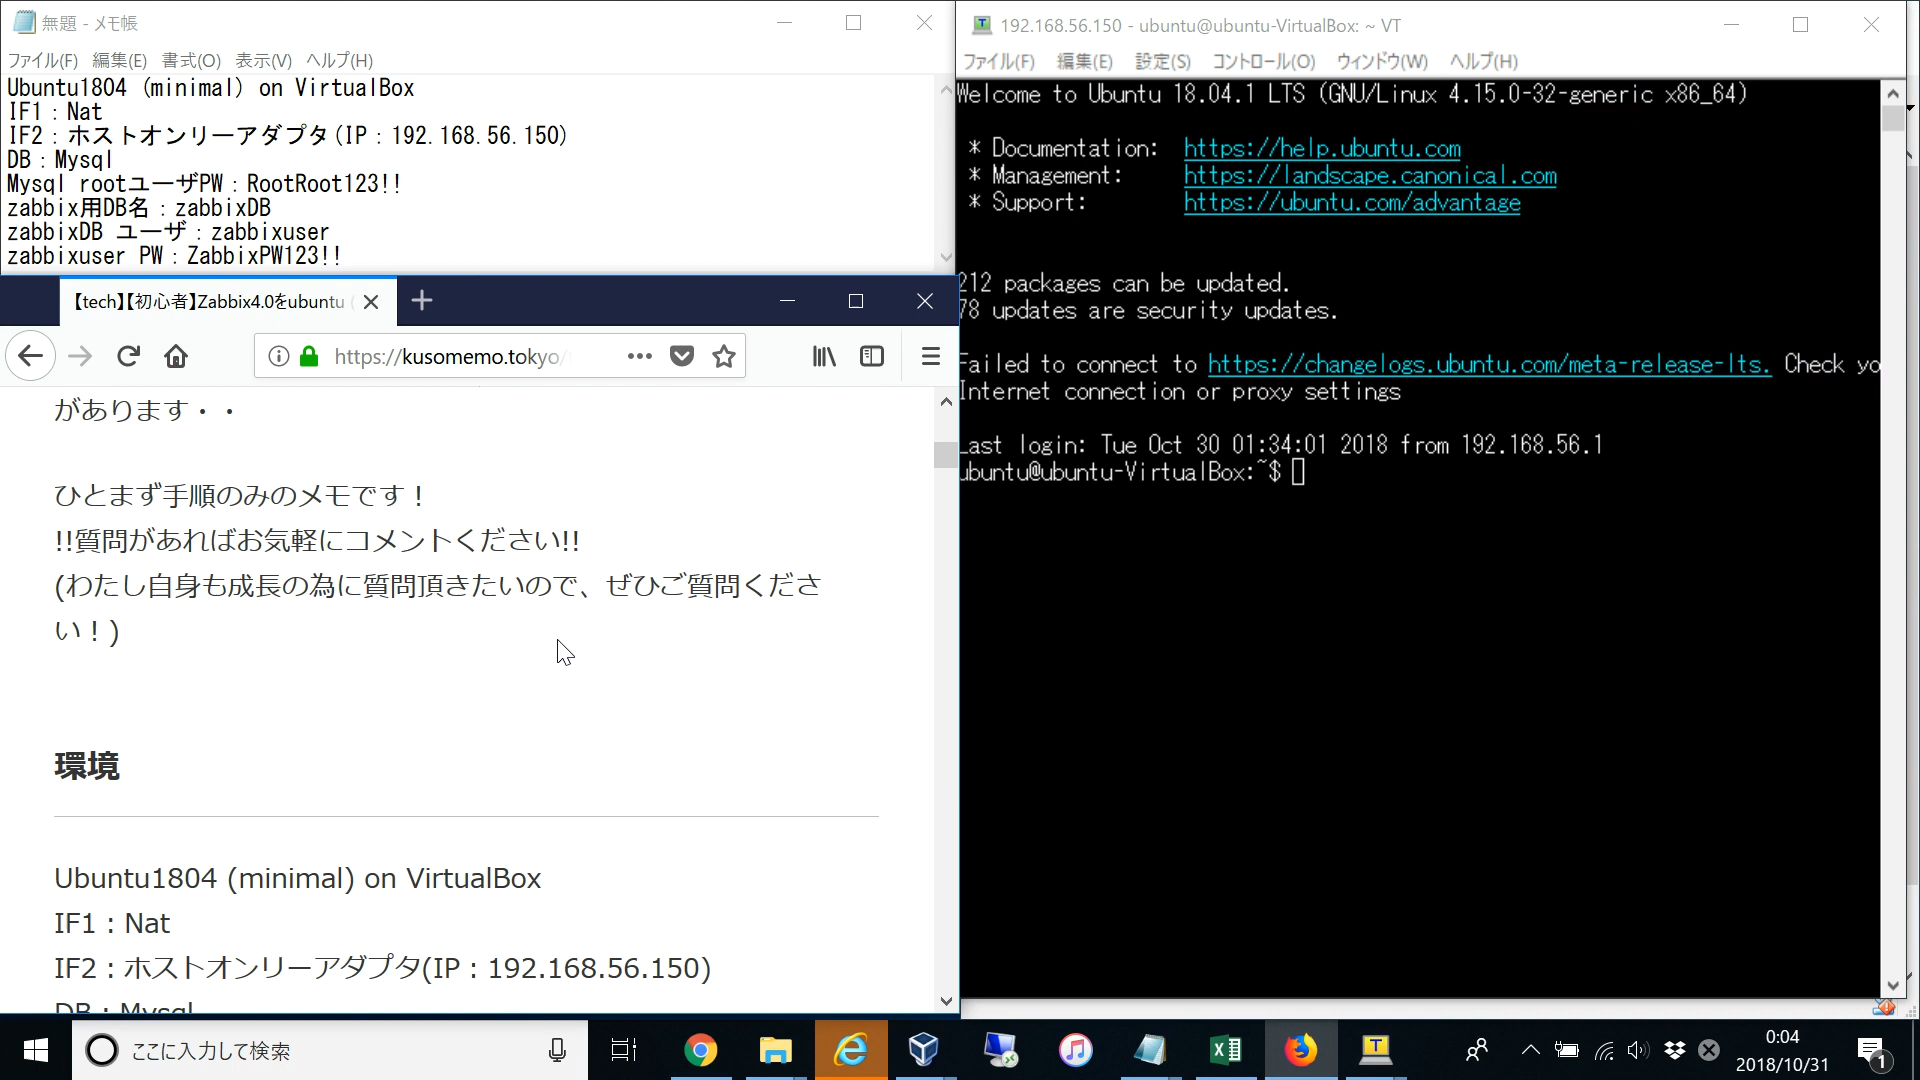 無題 - メモ帳
ファイル(F) 編集(E) 書式(O) 表示(V) ヘルプ(H)
Ubuntu1804 (minimal) on VirtualBox
IF1：Nat
IF2：ホストオンリーアダプタ(IP：192.168.56.150)
DB：Mysql
Mysql rootユーザPW：RootRoot123!!
zabbix用DB名：zabbixDB
zabbixDB ユーザ：zabbixuser
zabbixuser PW：ZabbixPW123!!
【tech】【初心者】Zabbix4.0をubuntu
https://kusomemo.tokyo/
があります・・
ひとまず手順のみのメモです！
!!質問があればお気軽にコメントください!!
(わたし自身も成長の為に質問頂きたいので、ぜひご質問くださ
い！)
環境
Ubuntu1804 (minimal) on VirtualBox
IF1：Nat
IF2：ホストオンリーアダプタ(IP：192.168.56.150)
DB：Mysql
192.168.56.150 - ubuntu@ubuntu-VirtualBox: ~ VT
ファイル(F) 編集(E) 設定(S) コントロール(O) ウィンドウ(W) ヘルプ(H)
Welcome to Ubuntu 18.04.1 LTS (GNU/Linux 4.15.0-32-generic x86_64)
* Documentation: https://help.ubuntu.com
* Management: https://landscape.canonical.com
* Support: https://ubuntu.com/advantage
212 packages can be updated.
78 updates are security updates.
Failed to connect to https://changelogs.ubuntu.com/meta-release-lts. Check yo
Internet connection or proxy settings
Last login: Tue Oct 30 01:34:01 2018 from 192.168.56.1
ubuntu@ubuntu-VirtualBox:~$
ここに入力して検索
0:04
2018/10/31
1